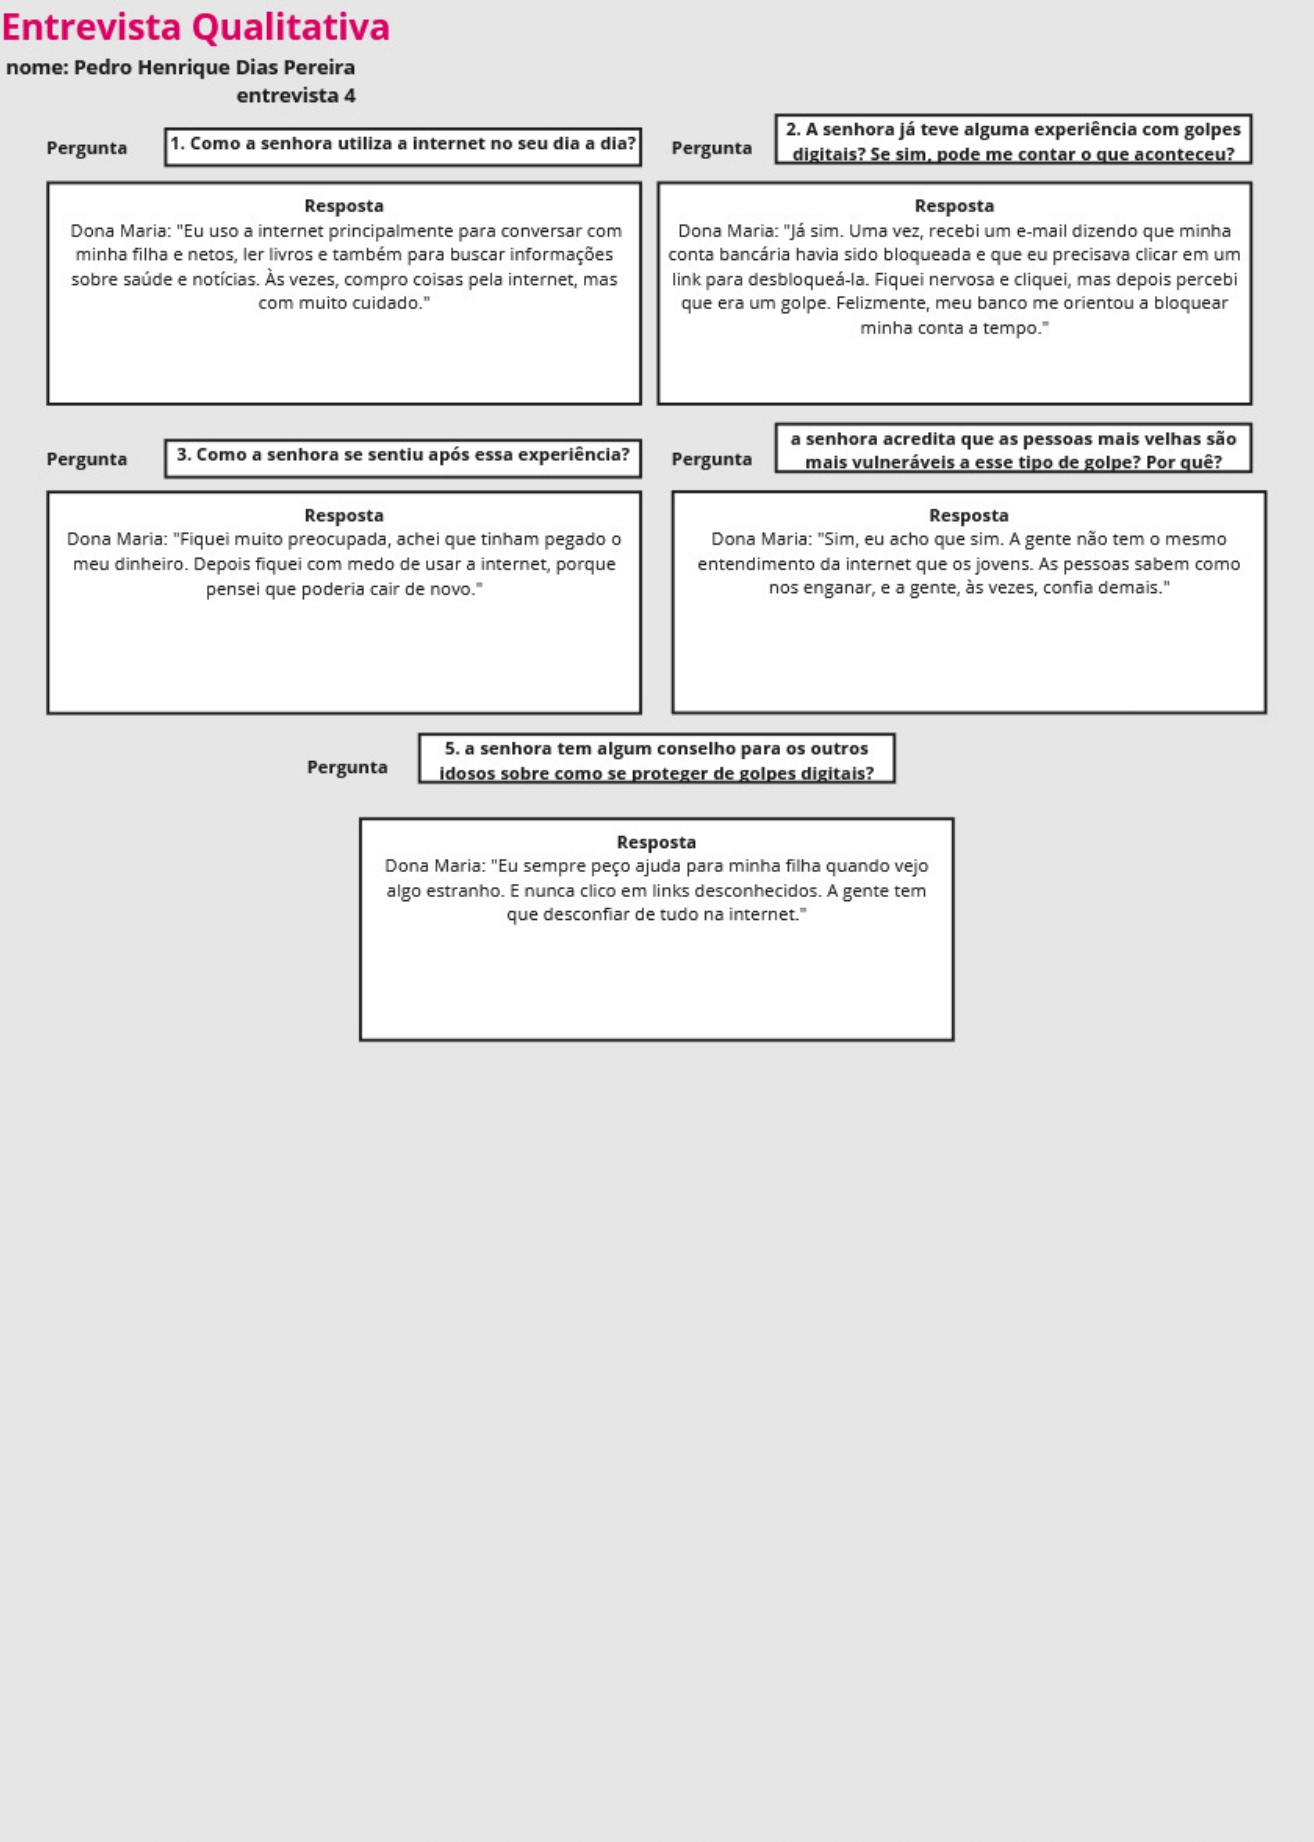 Entrevista Qualitativa
nome: Pedro Henrique Dias Pereira
entrevista 4
Pergunta
1. Como a senhora utiliza a internet no seu dia a dia?
Resposta
Dona Maria: "Eu uso a internet principalmente para conversar com
minha filha e netos, ler livros e também para buscar informações
sobre saúde e notícias. Às vezes, compro coisas pela internet, mas
com muito cuidado."
Pergunta
2. A senhora já teve alguma experiência com golpes
digitais? Se sim, pode me contar o que aconteceu?
Resposta
Dona Maria: "Já sim. Uma vez, recebi um e-mail dizendo que minha
conta bancária havia sido bloqueada e que eu precisava clicar em um
link para desbloqueá-la. Fiquei nervosa e cliquei, mas depois percebi
que era um golpe. Felizmente, meu banco me orientou a bloquear
minha conta a tempo."
Pergunta
3. Como a senhora se sentiu após essa experiência?
Resposta
Dona Maria: "Fiquei muito preocupada, achei que tinham pegado o
meu dinheiro. Depois fiquei com medo de usar a internet, porque
pensei que poderia cair de novo."
Pergunta
a senhora acredita que as pessoas mais velhas são
mais vulneráveis a esse tipo de golpe? Por quê?
Resposta
Dona Maria: "Sim, eu acho que sim. A gente não tem o mesmo
entendimento da internet que os jovens. As pessoas sabem como
nos enganar, e a gente, às vezes, confia demais."
Pergunta
5. a senhora tem algum conselho para os outros
idosos sobre como se proteger de golpes digitais?
Resposta
Dona Maria: "Eu sempre peço ajuda para minha filha quando vejo
algo estranho. E nunca clico em links desconhecidos. A gente tem
que desconfiar de tudo na internet."